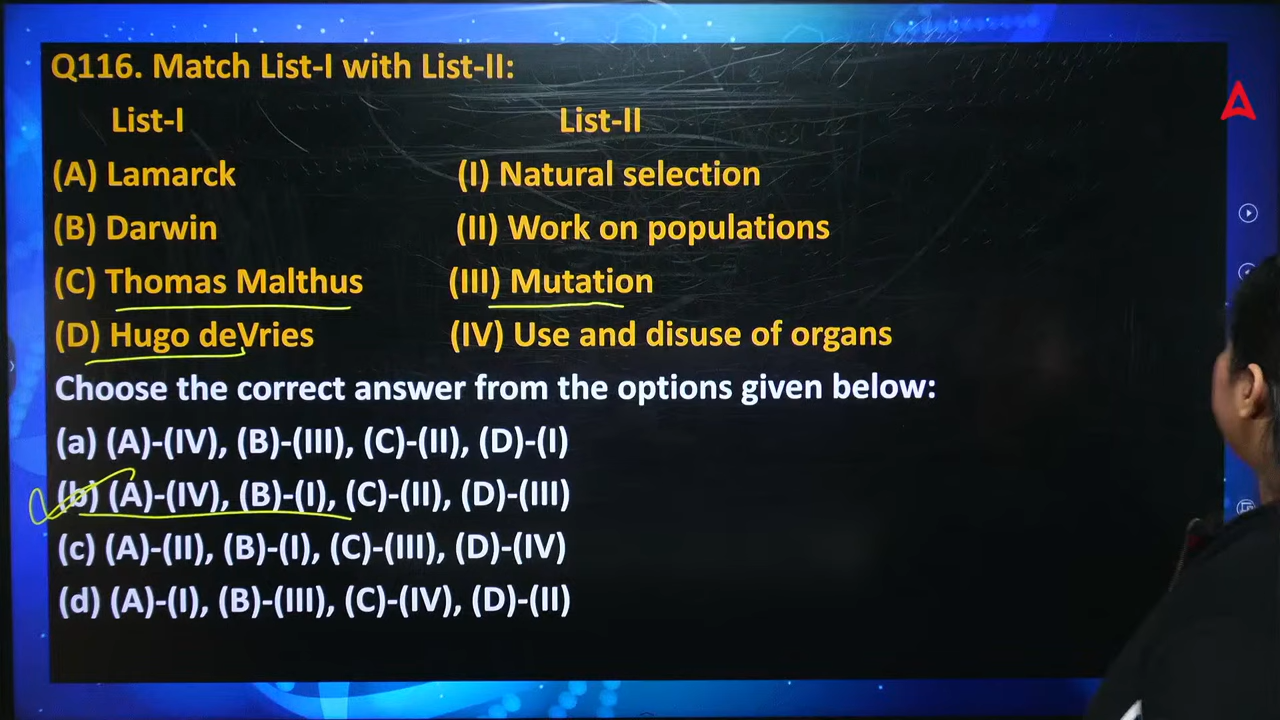 Q116. Match List-I with List-II:
List-I List-II
(A) Lamarck (I) Natural selection
(B) Darwin (II) Work on populations
(C) Thomas Malthus (III) Mutation
(D) Hugo deVries (IV) Use and disuse of organs
Choose the correct answer from the options given below:
(a) (A)-(IV), (B)-(III), (C)-(II), (D)-(I)
(b) (A)-(IV), (B)-(I), (C)-(II), (D)-(III)
(c) (A)-(II), (B)-(I), (C)-(III), (D)-(IV)
(d) (A)-(I), (B)-(III), (C)-(IV), (D)-(II)